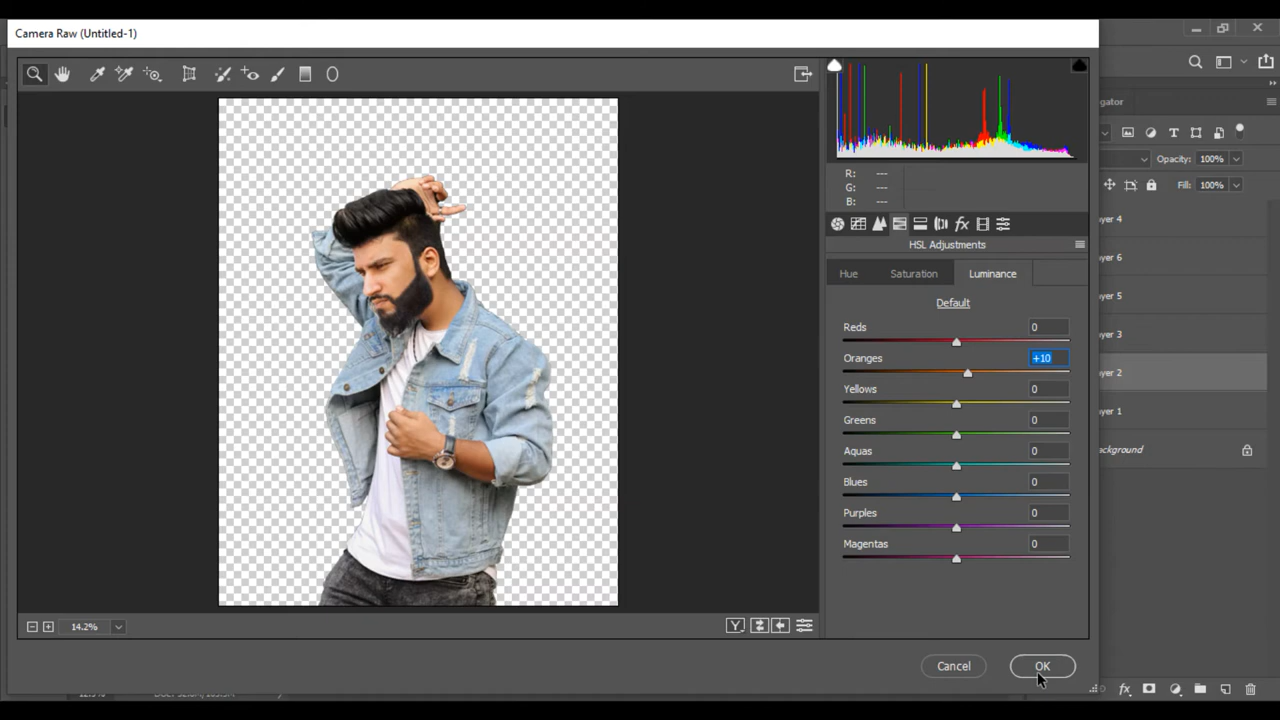 Camera Raw (Untitled-1)
egator
Opacity: 100%
Fill: 100%
R: ---
G: ---
B: ---
HSL Adjustments
Hue Saturation Luminance
Default
Reds 0
Oranges +10
Yellows 0
Greens 0
Aquas 0
Blues 0
Purples 0
Magentas 0
yer 4
yer 6
yer 5
yer 3
yer 2
yer 1
ackground
14.2%
Y
Cancel OK
fx